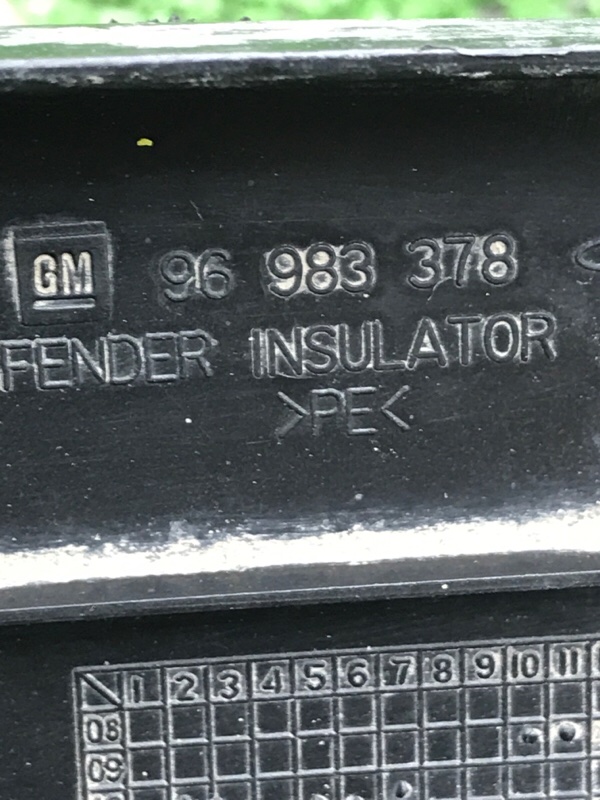 GM 96 983 378
FENDER INSULATOR
>PE<
1 2 3 4 5 6 7 8 9 10 11
08
09